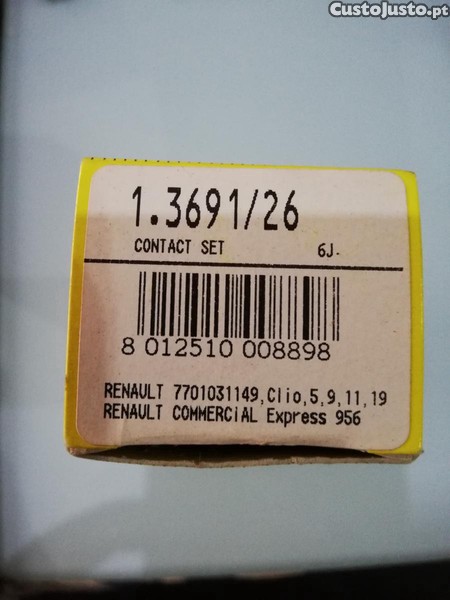 CustoJusto.pt
1.3691/26
CONTACT SET 6J.
8 012510 008898
RENAULT 7701031149,Clio,5,9,11,19
RENAULT COMMERCiAL Express 956